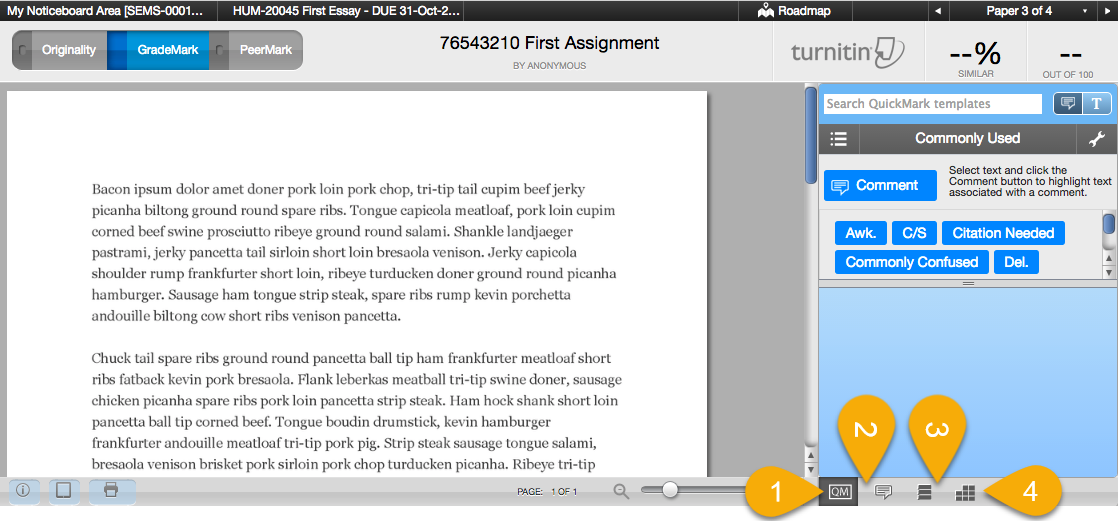 My Noticeboard Area [SEMS-0001...
HUM-20045 First Essay - DUE 31-Oct-2...
Roadmap
Paper 3 of 4
Originality
GradeMark
PeerMark
76543210 First Assignment
BY ANONYMOUS
turnitin
--%
SIMILAR
--
OUT OF 100
Search QuickMark templates
T
Commonly Used
Comment
Select text and click the
Comment button to highlight text
associated with a comment.
Awk.
C/S
Citation Needed
Commonly Confused
Del.
Bacon ipsum dolor amet doner pork loin pork chop, tri-tip tail cupim beef jerky
picanha biltong ground round spare ribs. Tongue capicola meatloaf, pork loin cupim
corned beef swine prosciutto ribeye ground round salami. Shankle landjaeger
pastrami, jerky pancetta tail sirloin short loin bresaola venison. Jerky capicola
shoulder rump frankfurter short loin, ribeye turducken doner ground round picanha
hamburger. Sausage ham tongue strip steak, spare ribs rump kevin porchetta
andouille biltong cow short ribs venison pancetta.
Chuck tail spare ribs ground round pancetta ball tip ham frankfurter meatloaf short
ribs fatback kevin pork bresaola. Flank leberkas meatball tri-tip swine doner, sausage
chicken picanha spare ribs pork loin pancetta strip steak. Ham hock shank short loin
pancetta ball tip corned beef. Tongue boudin drumstick, kevin hamburger
frankfurter andouille meatloaf tri-tip pork pig. Strip steak sausage tongue salami,
bresaola venison brisket pork sirloin pork chop turducken picanha. Ribeye tri-tip
PAGE: 1 OF 1
1
QM
2
3
4